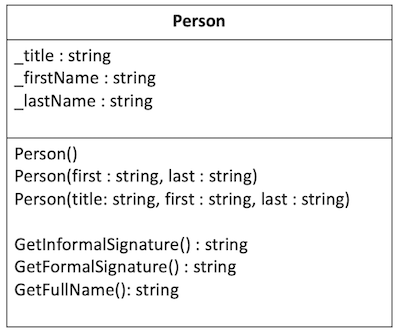 Person
_title : string
_firstName : string
_lastName : string
Person()
Person(first : string, last : string)
Person(title: string, first : string, last : string)
GetInformalSignature() : string
GetFormalSignature() : string
GetFullName(): string